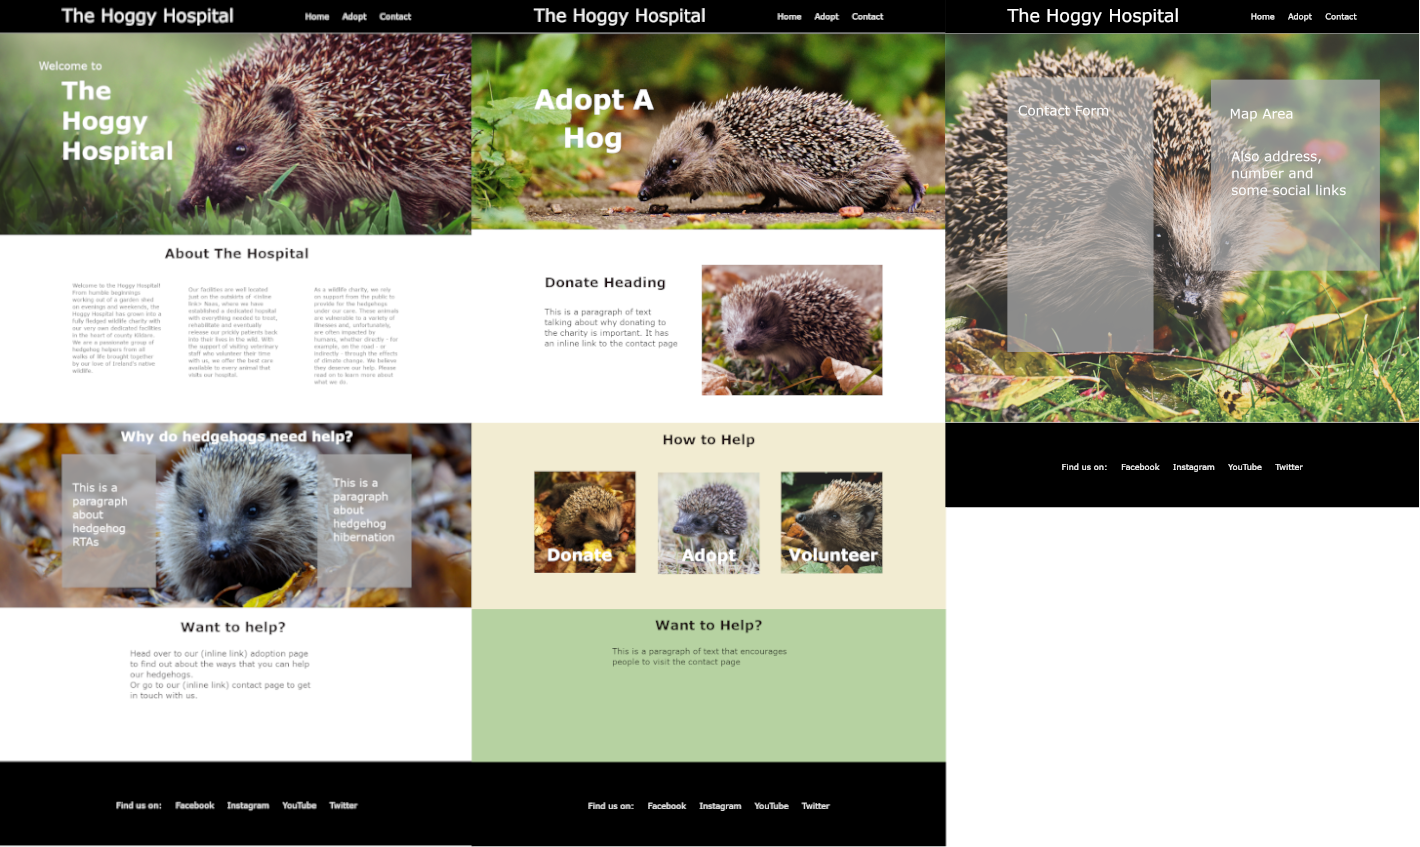 The Hoggy Hospital
Home Adopt Contact
Welcome to
The
Hoggy
Hospital
About The Hospital
Welcome to the Hoggy Hospital!
From humble beginnings
working out of a garden shed
on evenings and weekends, the
Hoggy Hospital has grown into a
fully fledged wildlife charity with
our very own dedicated facilities
in the heart of county Kildare.
We are a passionate group of
hedgehog helpers from all
walks of life brought together
by our love of Ireland's native
wildlife.
Our facilities are well located
just on the outskirts of <inline
link> Naas, where we have
established a dedicated hopsital
with everything needed to treat,
rehabilitate and eventually
release our prickly patients back
into their lives in the wild. With
the support of visiting veterinary
staff who volunteer their time
with us, we offer the best care
available to every animal that
visits our hospital.
As a wildlife charity, we rely
on support from the public to
provide for the hedgehogs
under our care. These animals
are vulnerable to a variety of
illnesses and, unfortunately,
are often impacted by
humans, whether directly - for
example, on the road - or
indirectly - through the effects
of climate change. We believe
they deserve our help. Please
read on to learn more about
what we do.
Why do hedgehogs need help?
This is a
paragraph
about
hedgehog
RTAs
This is a
paragraph
about
hedgehog
hibernation
Want to help?
Head over to our (inline link) adoption page
to find out about the ways that you can help
our hedgehogs.
Or go to our (inline link) contact page to get
in touch with us.
Find us on: Facebook Instagram YouTube Twitter
The Hoggy Hospital
Home Adopt Contact
Adopt A
Hog
Donate Heading
This is a paragraph of text
talking about why donating to
the charity is important. It has
an inline link to the contact page
How to Help
Donate
Adopt
Volunteer
Want to Help?
This is a paragraph of text that encourages
people to visit the contact page
Find us on: Facebook Instagram YouTube Twitter
The Hoggy Hospital
Home Adopt Contact
Contact Form
Map Area
Also address,
number and
some social links
Find us on: Facebook Instagram YouTube Twitter